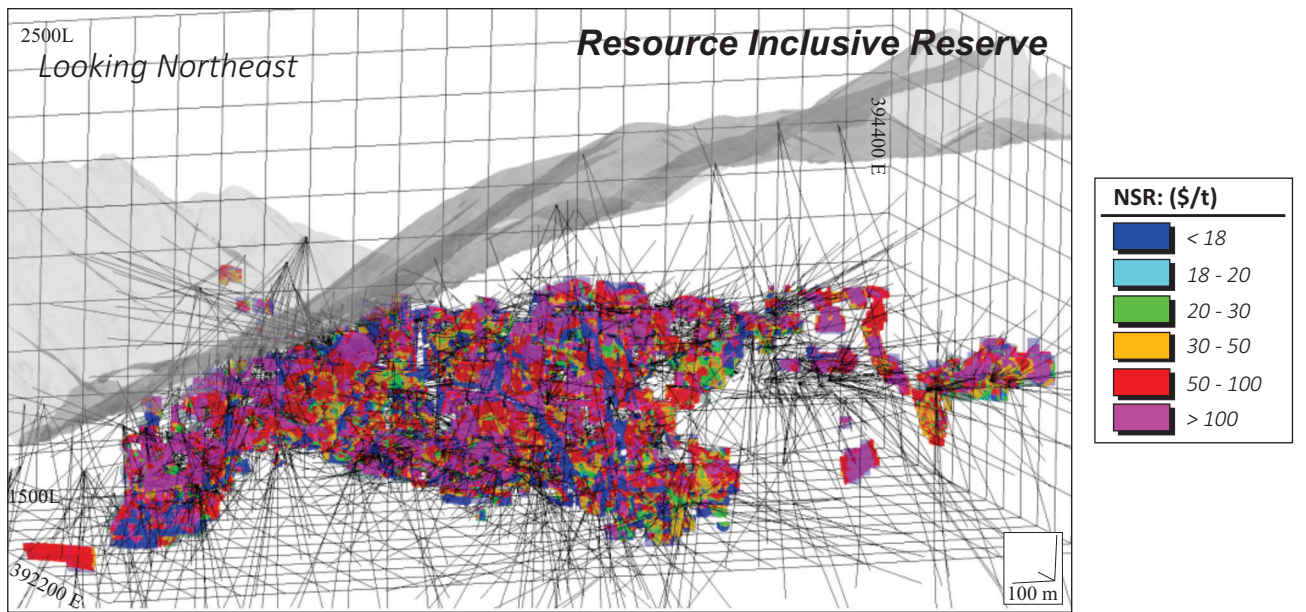 2500L
Looking Northeast
Resource Inclusive Reserve
394400 E
1500L
392200 E
100 m
NSR: ($/t)
< 18
18 - 20
20 - 30
30 - 50
50 - 100
> 100